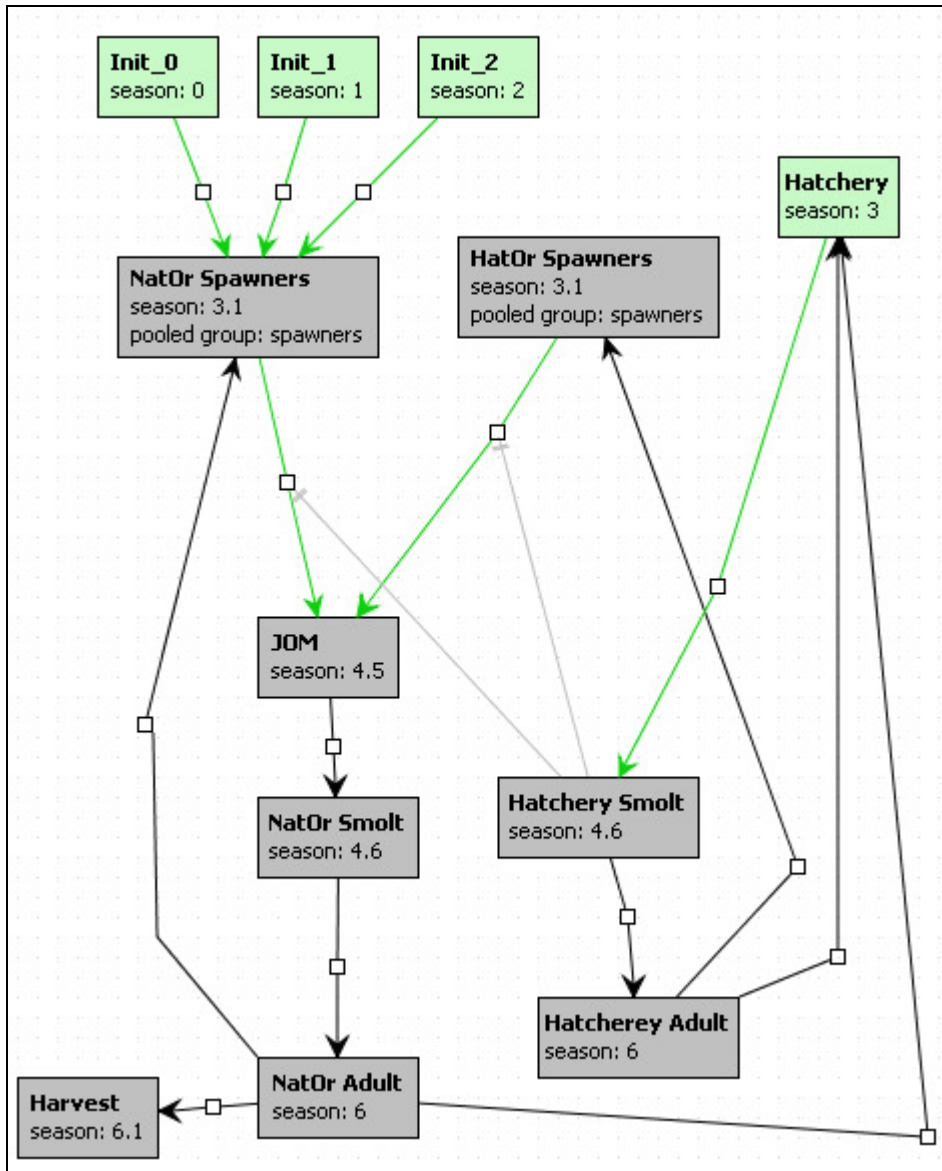 Init_0
season: 0
Init_1
season: 1
Init_2
season: 2
Hatchery
season: 3
NatOr Spawners
season: 3.1
pooled group: spawners
HatOr Spawners
season: 3.1
pooled group: spawners
JOM
season: 4.5
NatOr Smolt
season: 4.6
Hatchery Smolt
season: 4.6
Hatcherey Adult
season: 6
NatOr Adult
season: 6
Harvest
season: 6.1